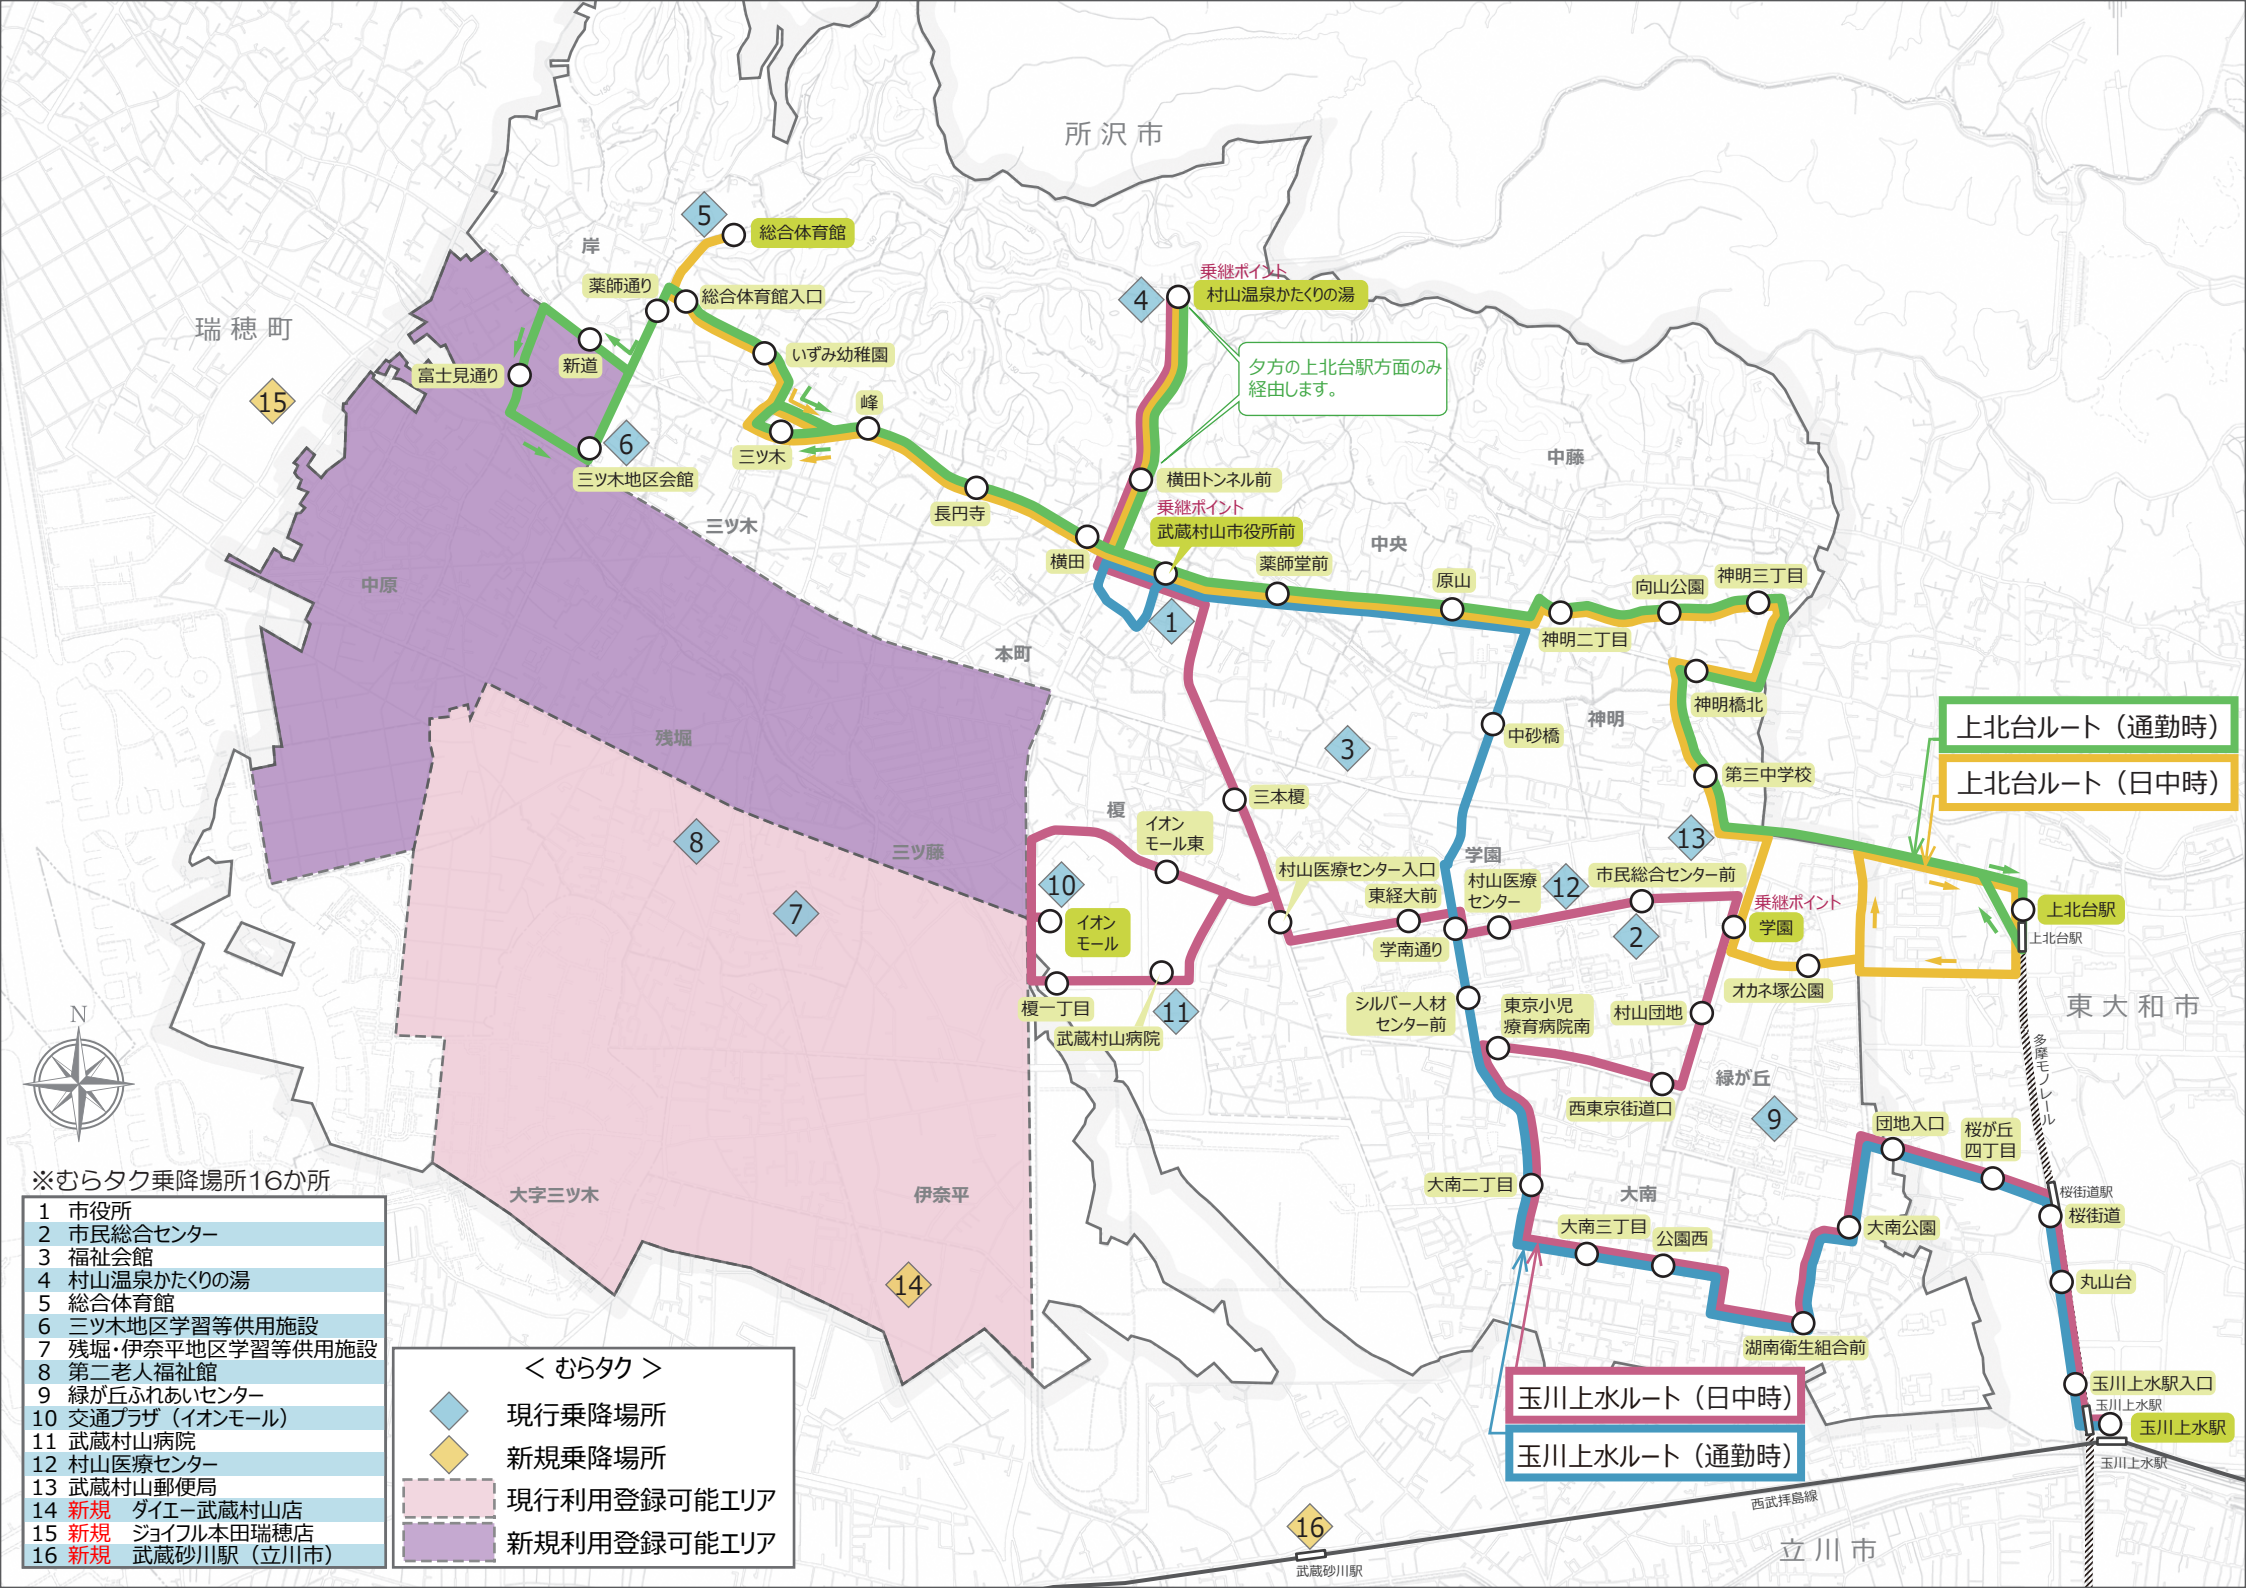 所沢市
5
総合体育館
岸
薬師通り
総合体育館入口
乗継ポイント
4
村山温泉かたくりの湯
瑞穂町
新道
富士見通り
いずみ幼稚園
夕方の上北台駅方面のみ
経由します。
15
峰
6
三ツ木
三ツ木地区会館
中藤
横田トンネル前
乗継ポイント
長円寺
三ツ木
武蔵村山市役所前
中央
横田
薬師堂前
原山
向山公園
神明三丁目
中原
1
神明二丁目
本町
神明橋北
神明
中砂橋
残堀
3
上北台ルート（通勤時）
第三中学校
上北台ルート（日中時）
三本榎
榎
イオン
モール東
8
三ツ藤
13
学園
村山医療センター入口
村山医療
センター
12
市民総合センター前
10
東経大前
7
乗継ポイント
イオン
モール
2
学園
上北台駅
上北台駅
学南通り
オカネ塚公園
榎一丁目
11
シルバー人材
センター前
東京小児
療育病院南
村山団地
東大和市
武蔵村山病院
多摩モノレール
緑が丘
西東京街道口
9
団地入口
桜が丘
四丁目
N
※むらタク乗降場所16か所
大字三ツ木
伊奈平
大南二丁目
大南
桜街道駅
桜街道
大南三丁目
公園西
大南公園
14
丸山台
湖南衛生組合前
1 市役所
2 市民総合センター
3 福祉会館
4 村山温泉かたくりの湯
5 総合体育館
6 三ツ木地区学習等供用施設
7 残堀・伊奈平地区学習等供用施設
8 第二老人福祉館
9 緑が丘ふれあいセンター
10 交通プラザ（イオンモール）
11 武蔵村山病院
12 村山医療センター
13 武蔵村山郵便局
14 新規 ダイエー武蔵村山店
15 新規 ジョイフル本田瑞穂店
16 新規 武蔵砂川駅（立川市）
＜ むらタク ＞
現行乗降場所
新規乗降場所
現行利用登録可能エリア
新規利用登録可能エリア
玉川上水ルート（日中時）
玉川上水ルート（通勤時）
玉川上水駅入口
玉川上水駅
玉川上水駅
玉川上水駅
西武拝島線
16
武蔵砂川駅
立川市